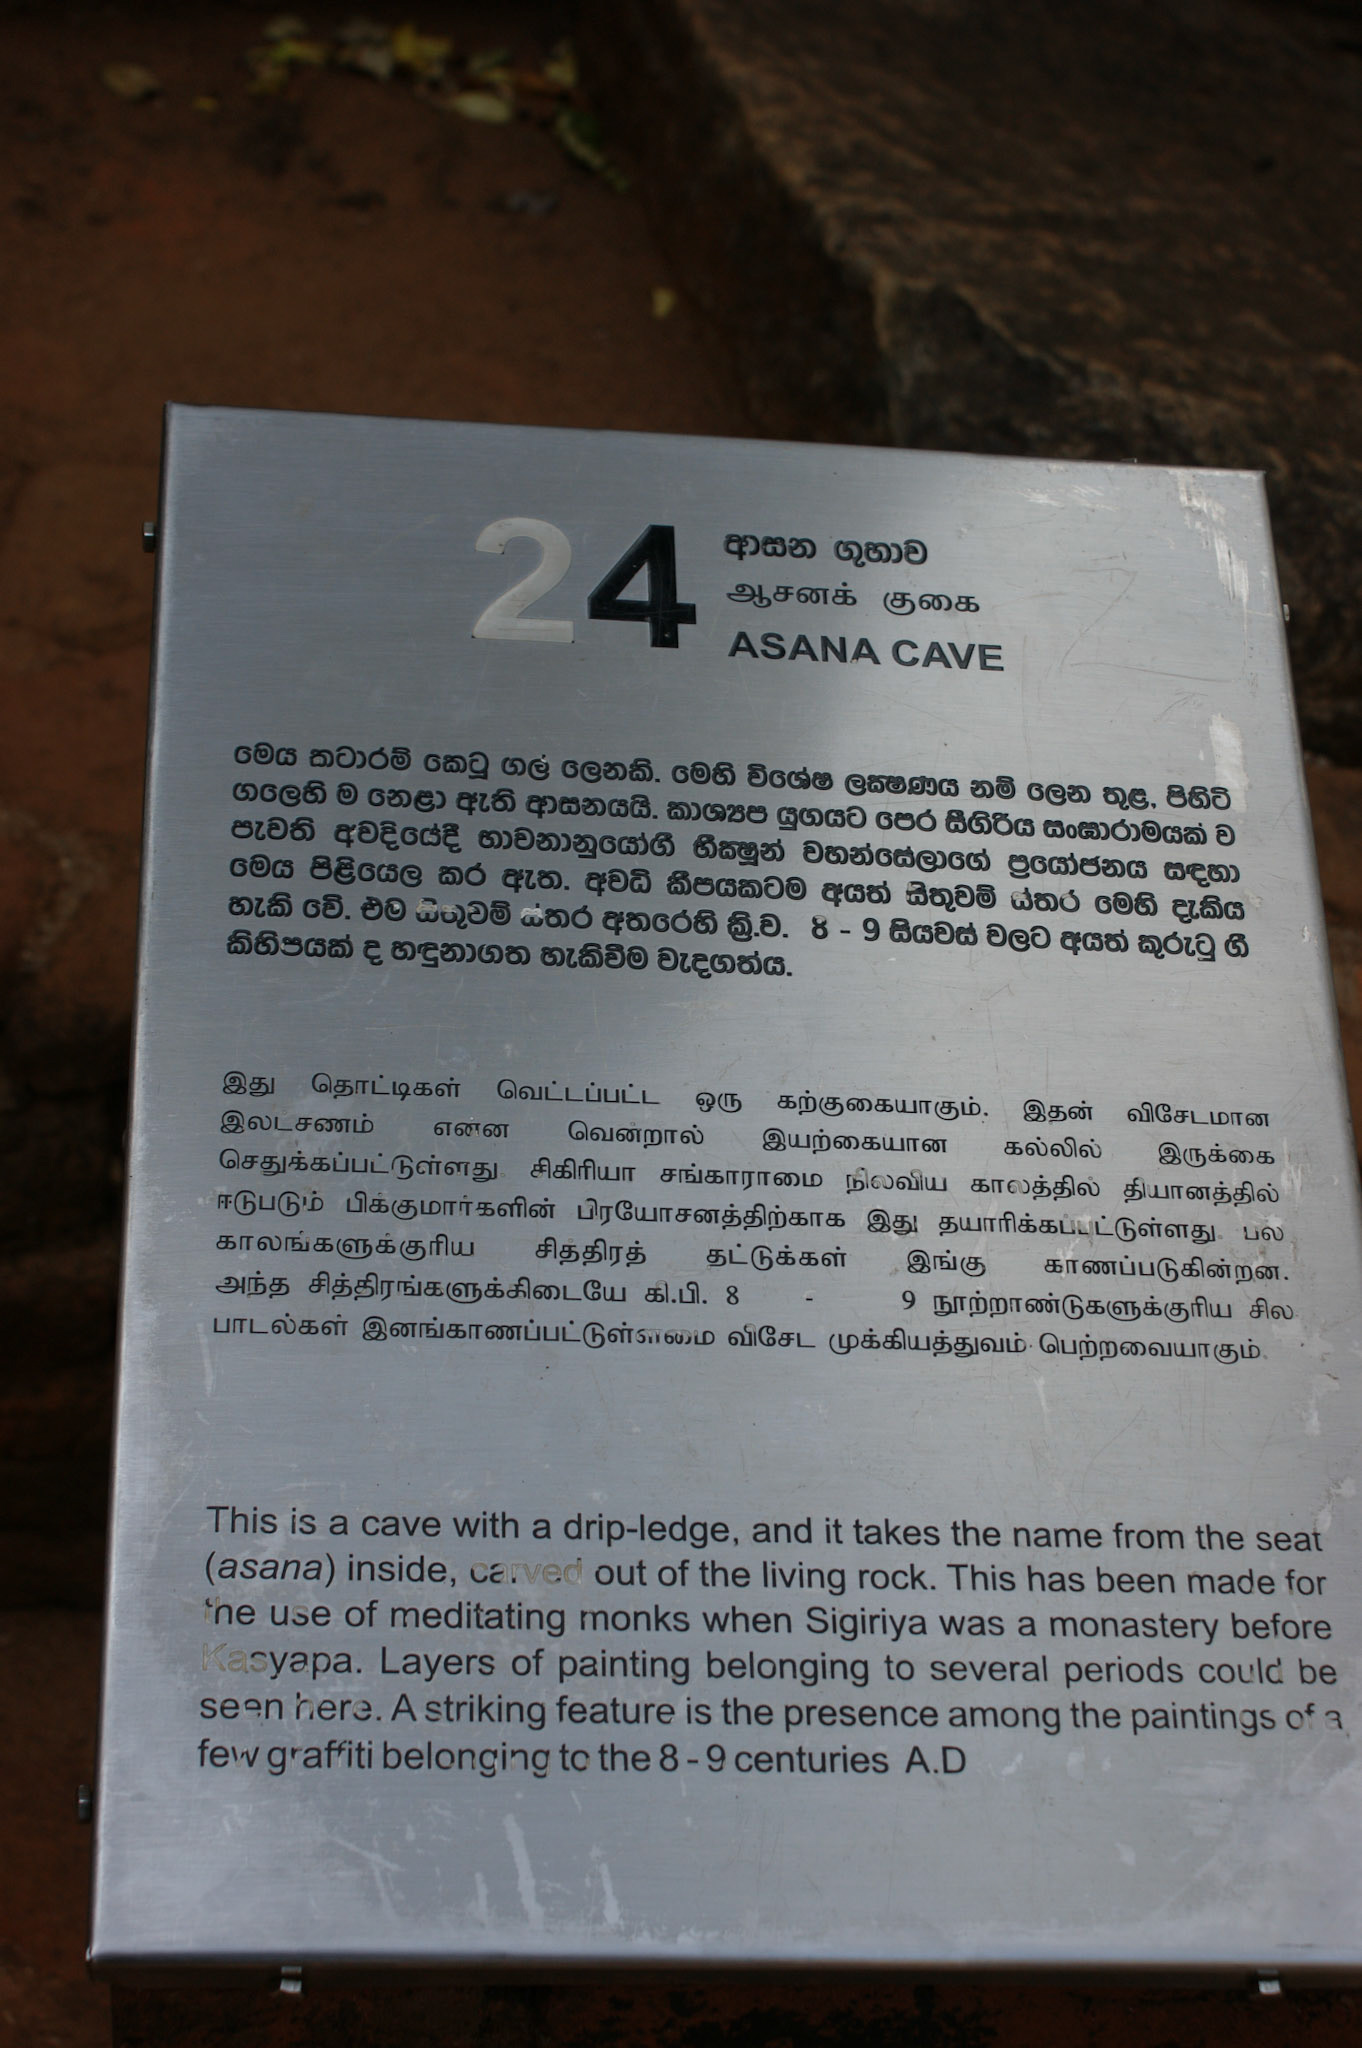 24
ආසන ගුහාව
ஆசனக் குகை
ASANA CAVE
මෙය කටාරම් කෙටූ ගල් ලෙනකි. මෙහි විශේෂ ලක්‍ෂණය නම් ලෙන තුළ, පිහිටි
ගලෙහි ම නෙළා ඇති ආසනයයි. කාශ්‍යප යුගයට පෙර සීගිරිය සංඝාරාමයක් ව
පැවති අවදියේදී භාවනානුයෝගී භික්‍ෂූන් වහන්සේලාගේ ප්‍රයෝජනය සඳහා
මෙය පිළියෙල කර ඇත. අවධි කීපයකටම අයත් සිතුවම් ස්තර මෙහි දැකිය
හැකි වේ. එම සිතුවම් ස්තර අතරෙහි ක්‍රි.ව. 8 - 9 සියවස් වලට අයත් කුරුටු ගී
කිහිපයක් ද හඳුනාගත හැකිවීම වැදගත්ය.
இது தொட்டிகள் வெட்டப்பட்ட ஒரு கற்குகையாகும். இதன் விசேடமான
இலட்சணம் என்ன வென்றால் இயற்கையான கல்லில் இருக்கை
செதுக்கப்பட்டுள்ளது. சிகிரியா சங்காராமை நிலவிய காலத்தில் தியானத்தில்
ஈடுபடும் பிக்குமார்களின் பிரயோசனத்திற்காக இது தயாரிக்கப்பட்டுள்ளது. பல
காலங்களுக்குரிய சித்திரத் தட்டுக்கள் இங்கு காணப்படுகின்றன.
அந்த சித்திரங்களுக்கிடையே கி.பி. 8 - 9 நூற்றாண்டுகளுக்குரிய சில
பாடல்கள் இனங்காணப்பட்டுள்ளமை விசேட முக்கியத்துவம் பெற்றவையாகும்.
This is a cave with a drip-ledge, and it takes the name from the seat
(asana) inside, carved out of the living rock. This has been made for
the use of meditating monks when Sigiriya was a monastery before
Kasyapa. Layers of painting belonging to several periods could be
seen here. A striking feature is the presence among the paintings of a
few graffiti belonging to the 8 - 9 centuries A.D